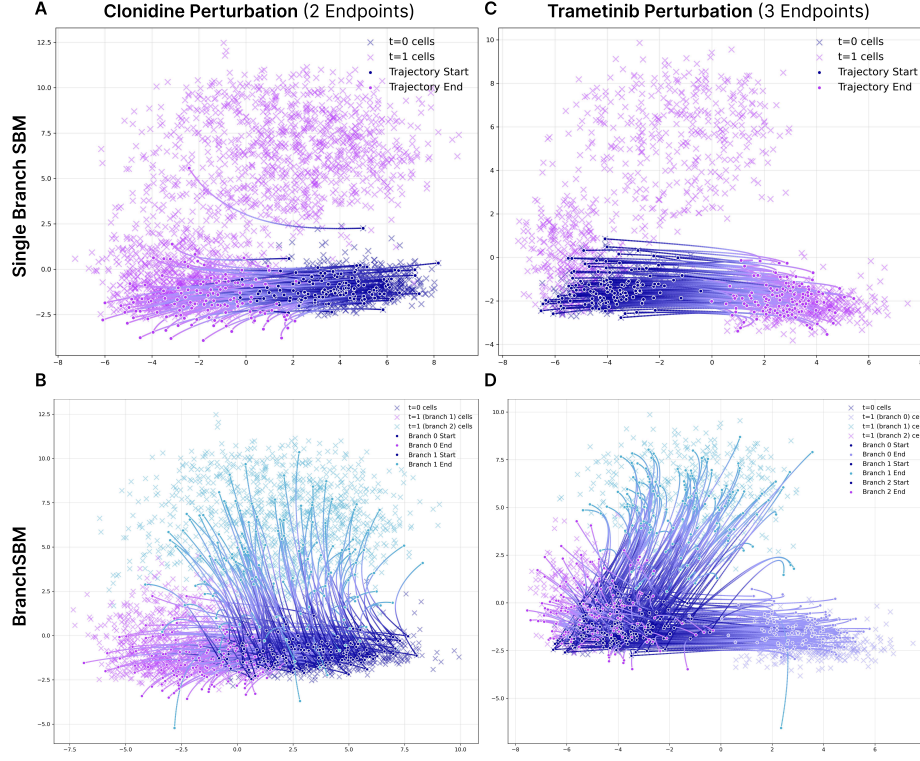 A
Clonidine Perturbation (2 Endpoints)
C
Trametinib Perturbation (3 Endpoints)
Single Branch SBM
12.5
10.0
7.5
5.0
2.5
0.0
−2.5
−8 −6 −4 −2 0 2 4 6 8
t=0 cells
t=1 cells
Trajectory Start
Trajectory End
10
8
6
4
2
0
−2
−4
−8 −6 −4 −2 0 2 4 6 8
t=0 cells
t=1 cells
Trajectory Start
Trajectory End
B
D
BranchSBM
12.5
10.0
7.5
5.0
2.5
0.0
−2.5
−5.0
−7.5 −5.0 −2.5 0.0 2.5 5.0 7.5 10.0
t=0 cells
t=1 (branch 1) cells
t=1 (branch 2) cells
Branch 0 Start
Branch 0 End
Branch 1 Start
Branch 1 End
10.0
7.5
5.0
2.5
0.0
−2.5
−5.0
−8 −6 −4 −2 0 2 4 6
t=0 cells
t=1 (branch 0) ce
t=1 (branch 1) ce
t=1 (branch 2) ce
Branch 0 Start
Branch 0 End
Branch 1 Start
Branch 1 End
Branch 2 Start
Branch 2 End